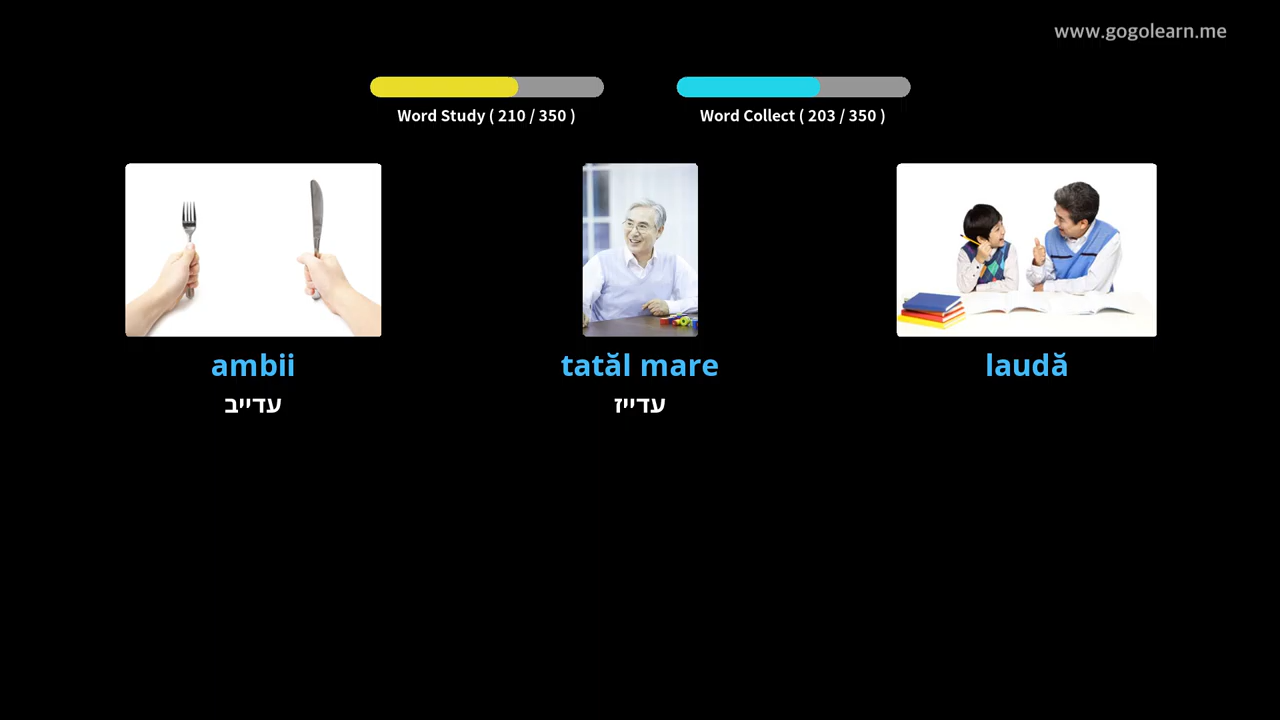 www.gogolearn.me
Word Study ( 210 / 350 )
Word Collect ( 203 / 350 )
ambii
tatăl mare
laudă
עדייב
עדייז